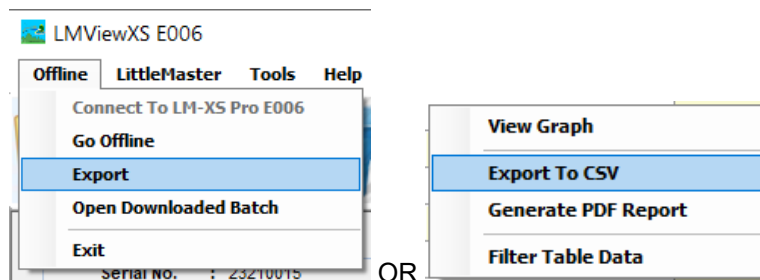 LMViewXS E006
Offline LittleMaster Tools Help
Connect To LM-XS Pro E006
Go Offline
Export
Open Downloaded Batch
Exit
Serial No. : 23210015
OR
View Graph
Export To CSV
Generate PDF Report
Filter Table Data